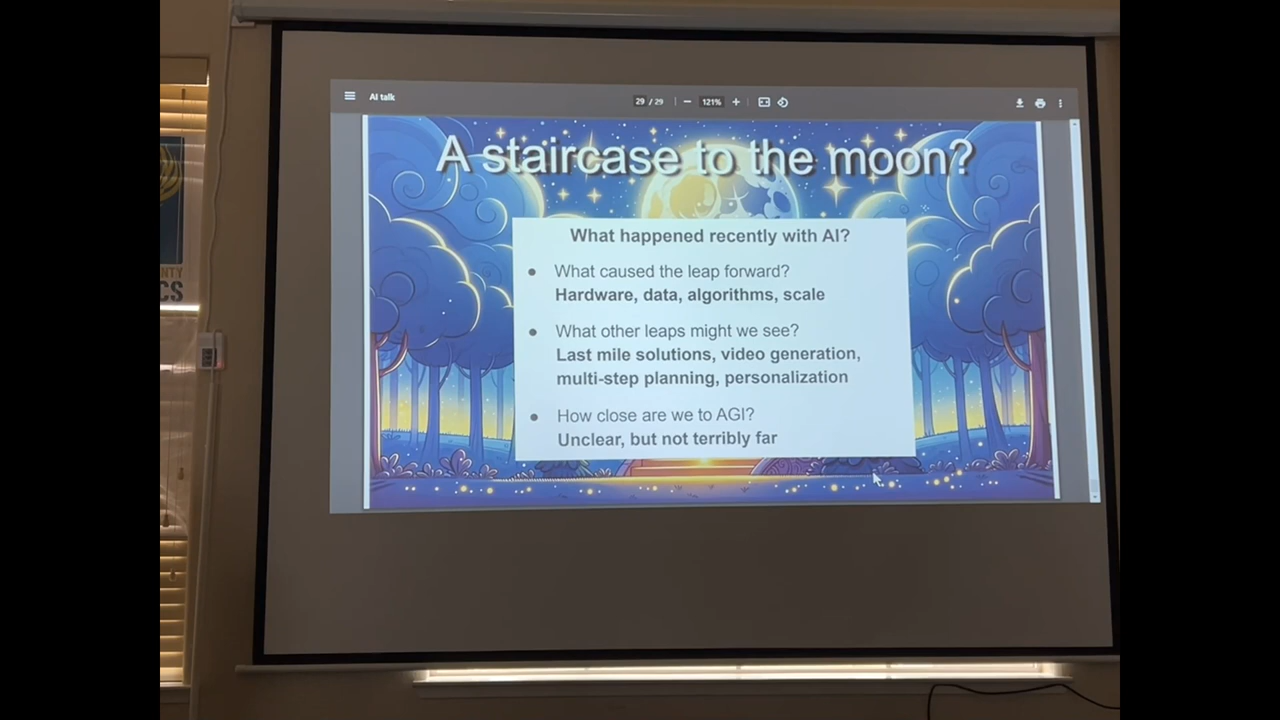 NTY
CS
AI talk
29 / 29
121%
A staircase to the moon?
What happened recently with AI?
What caused the leap forward?
Hardware, data, algorithms, scale
What other leaps might we see?
Last mile solutions, video generation,
multi-step planning, personalization
How close are we to AGI?
Unclear, but not terribly far